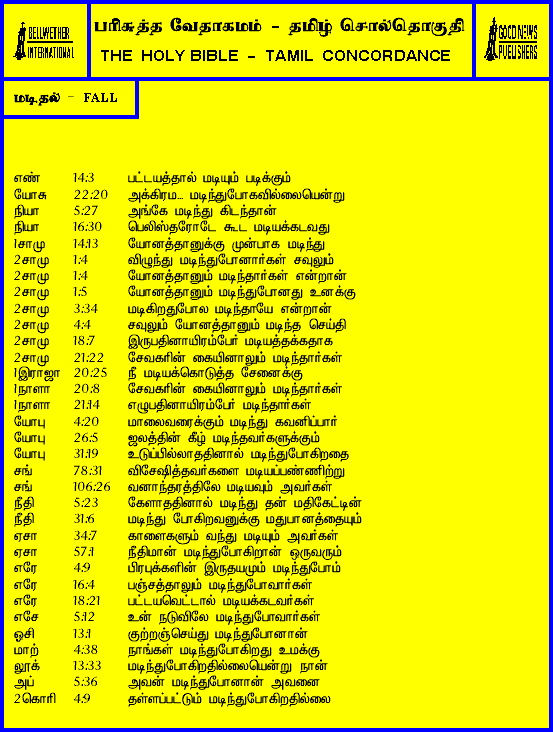 BELLWETHER
INTERNATIONAL
பரிசுத்த வேதாகமம் - தமிழ் சொல்தொகுதி
THE HOLY BIBLE - TAMIL CONCORDANCE
GOOD NEWS
PUBLISHERS
மடி.தல் - FALL
எண் 14:3 பட்டயத்தால் மடியும் படிக்கும்
யோசு 22:20 அக்கிரம... மடிந்துபோகவில்லையென்று
நியா 5:27 அங்கே மடிந்து கிடந்தான்
நியா 16:30 பெலிஸ்தரோடே கூட மடியக்கடவது
1சாமு 14:13 யோனத்தானுக்கு முன்பாக மடிந்து
2சாமு 1:4 விழுந்து மடிந்துபோனார்கள் சவுலும்
2சாமு 1:4 யோனத்தானும் மடிந்தார்கள் என்றான்
2சாமு 1:5 யோனத்தானும் மடிந்துபோனது உனக்கு
2சாமு 3:34 மடிகிறதுபோல மடிந்தாயே என்றான்
2சாமு 4:4 சவுலும் யோனத்தானும் மடிந்த செய்தி
2சாமு 18:7 இருபதினாயிரம்பேர் மடியத்தக்கதாக
2சாமு 21:22 சேவகரின் கையினாலும் மடிந்தார்கள்
1இராஜா 20:25 நீ மடியக்கொடுத்த சேனைக்கு
1நாளா 20:8 சேவகரின் கையினாலும் மடிந்தார்கள்
1நாளா 21:14 எழுபதினாயிரம்பேர் மடிந்தார்கள்
யோபு 4:20 மாலைவரைக்கும் மடிந்து கவனிப்பார்
யோபு 26:5 ஜலத்தின் கீழ் மடிந்தவர்களுக்கும்
யோபு 31:19 உடுப்பில்லாததினால் மடிந்துபோகிறதை
சங் 78:31 விசேஷித்தவர்களை மடியப்பண்ணிற்று
சங் 106:26 வனாந்தரத்திலே மடியவும் அவர்கள்
நீதி 5:23 கேளாததினால் மடிந்து தன் மதிகேட்டின்
நீதி 31:6 மடிந்து போகிறவனுக்கு மதுபானத்தையும்
ஏசா 34:7 காளைகளும் வந்து மடியும் அவர்கள்
ஏசா 57:1 நீதிமான் மடிந்துபோகிறான் ஒருவரும்
எரே 4:9 பிரபுக்களின் இருதயமும் மடிந்துபோம்
எரே 16:4 பஞ்சத்தாலும் மடிந்துபோவார்கள்
எரே 18:21 பட்டயவெட்டால் மடியக்கடவர்கள்
எசே 5:12 உன் நடுவிலே மடிந்துபோவார்கள்
ஓசி 13:1 குற்றஞ்செய்து மடிந்துபோனான்
மாற் 4:38 நாங்கள் மடிந்துபோகிறது உமக்கு
லூக் 13:33 மடிந்துபோகிறதில்லையென்று நான்
அப் 5:36 அவன் மடிந்துபோனான் அவனை
2கொரி 4:9 தள்ளப்பட்டும் மடிந்துபோகிறதில்லை